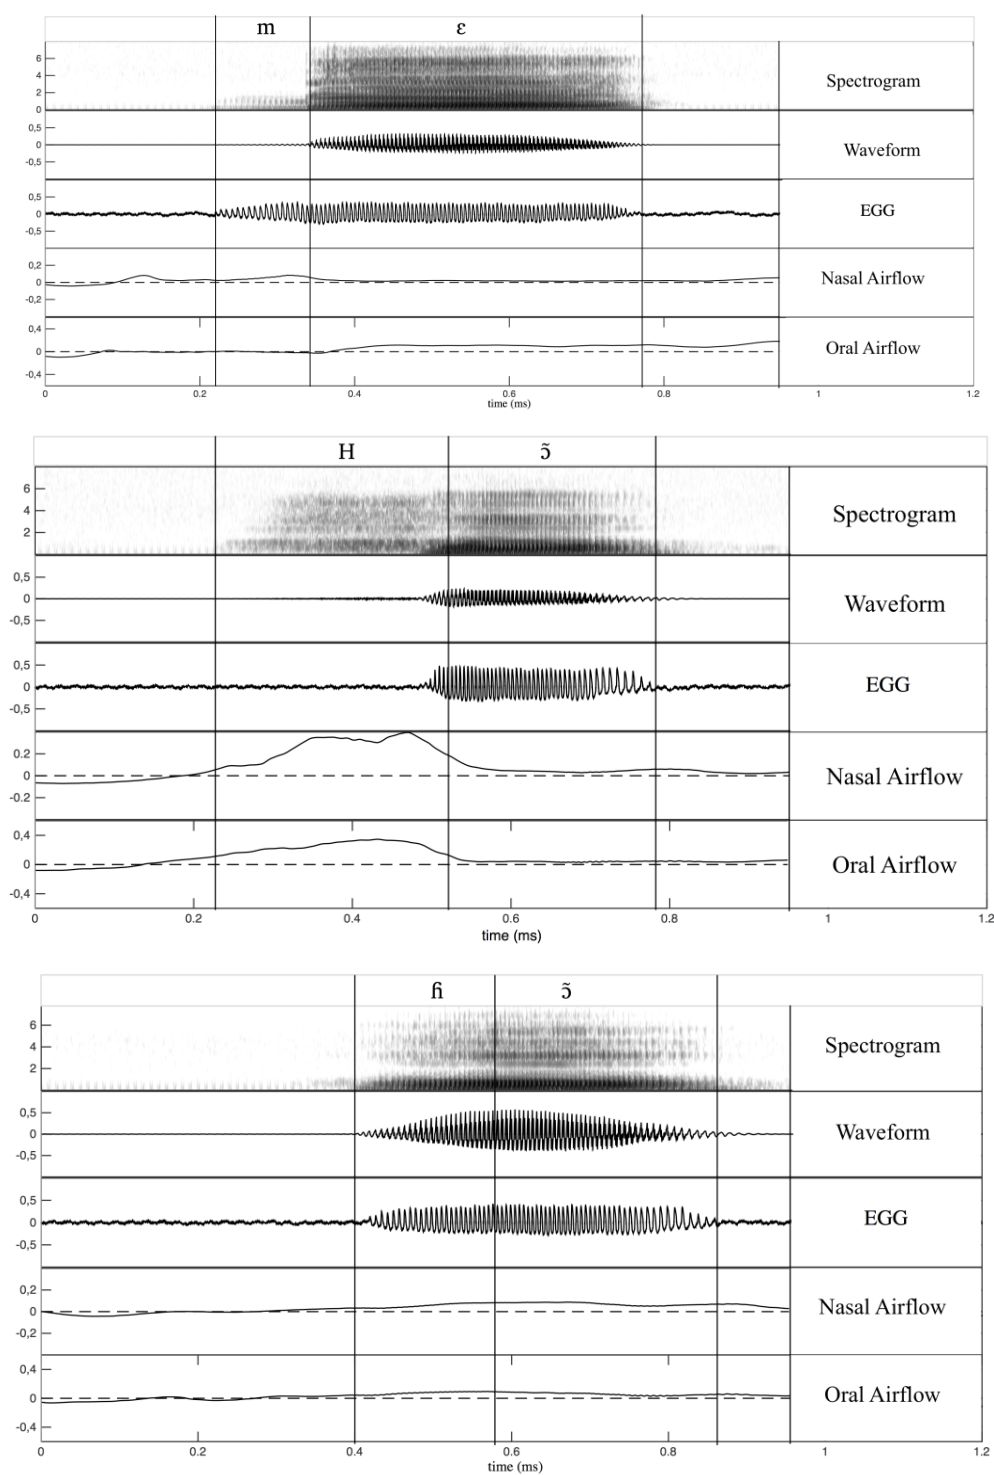 m ɛ
6
4
2
0
Spectrogram
0,5
0
-0,5
Waveform
0,5
0
-0,5
EGG
0,2
0
-0,2
Nasal Airflow
0,4
0
-0,4
Oral Airflow
0 0.2 0.4 0.6 0.8 1 1.2
time (ms)
H ɔ̃
6
4
2
Spectrogram
0,5
0
-0,5
Waveform
0,5
0
-0,5
EGG
0.2
0
-0.2
Nasal Airflow
0,4
0
-0,4
Oral Airflow
0 0.2 0.4 0.6 0.8 1 1.2
time (ms)
ɦ ɔ̃
6
4
2
Spectrogram
0,5
0
-0,5
Waveform
0,5
0
-0,5
EGG
0,2
0
-0,2
Nasal Airflow
0,4
0
-0,4
Oral Airflow
0 0.2 0.4 0.6 0.8 1 1.2
time (ms)